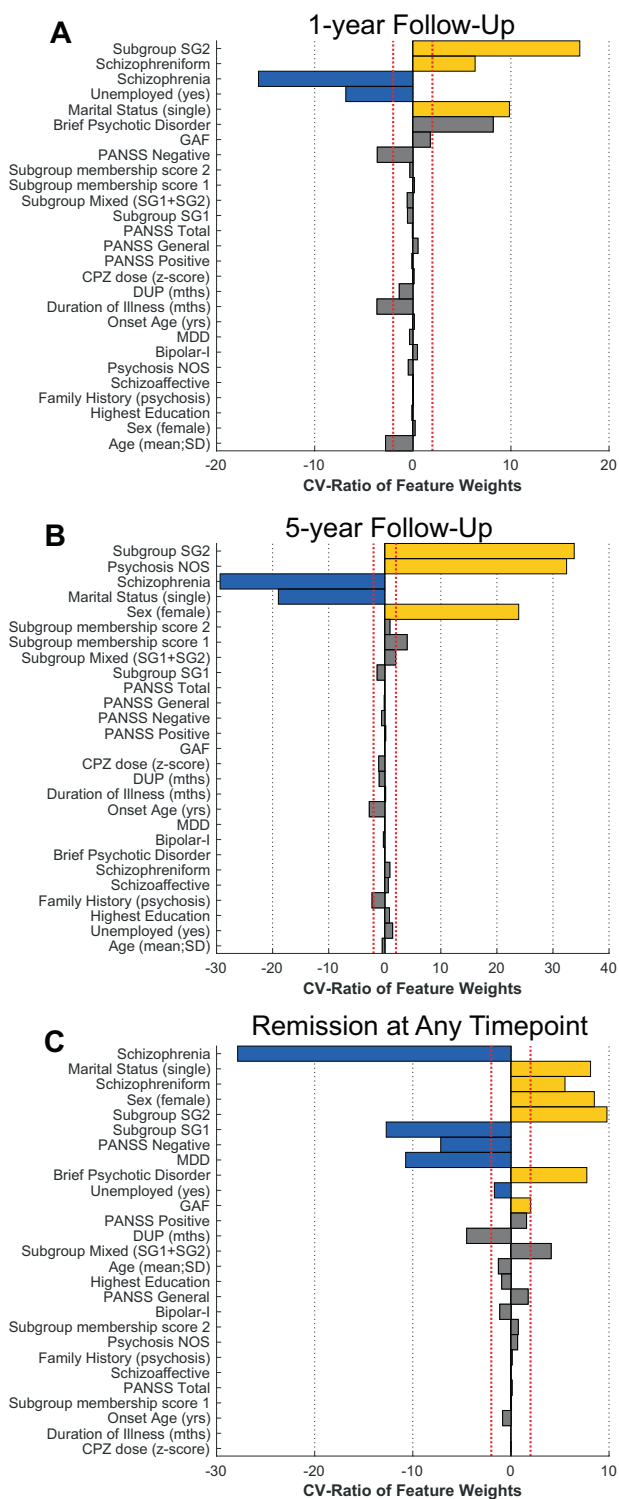 A
1-year Follow-Up
Subgroup SG2
Schizophreniform
Schizophrenia
Unemployed (yes)
Marital Status (single)
Brief Psychotic Disorder
GAF
PANSS Negative
Subgroup membership score 2
Subgroup membership score 1
Subgroup Mixed (SG1+SG2)
Subgroup SG1
PANSS Total
PANSS General
PANSS Positive
CPZ dose (z-score)
DUP (mths)
Duration of Illness (mths)
Onset Age (yrs)
MDD
Bipolar-I
Psychosis NOS
Schizoaffective
Family History (psychosis)
Highest Education
Sex (female)
Age (mean;SD)
-20 -10 0 10 20
CV-Ratio of Feature Weights
B
5-year Follow-Up
Subgroup SG2
Psychosis NOS
Schizophrenia
Marital Status (single)
Sex (female)
Subgroup membership score 2
Subgroup membership score 1
Subgroup Mixed (SG1+SG2)
Subgroup SG1
PANSS Total
PANSS General
PANSS Negative
PANSS Positive
GAF
CPZ dose (z-score)
DUP (mths)
Duration of Illness (mths)
Onset Age (yrs)
MDD
Bipolar-I
Brief Psychotic Disorder
Schizophreniform
Schizoaffective
Family History (psychosis)
Highest Education
Unemployed (yes)
Age (mean;SD)
-30 -20 -10 0 10 20 30 40
CV-Ratio of Feature Weights
C
Remission at Any Timepoint
Schizophrenia
Marital Status (single)
Schizophreniform
Sex (female)
Subgroup SG2
Subgroup SG1
PANSS Negative
MDD
Brief Psychotic Disorder
Unemployed (yes)
GAF
PANSS Positive
DUP (mths)
Subgroup Mixed (SG1+SG2)
Age (mean;SD)
Highest Education
PANSS General
Bipolar-I
Subgroup membership score 2
Psychosis NOS
Family History (psychosis)
Schizoaffective
PANSS Total
Subgroup membership score 1
Onset Age (yrs)
Duration of Illness (mths)
CPZ dose (z-score)
-30 -20 -10 0 10
CV-Ratio of Feature Weights